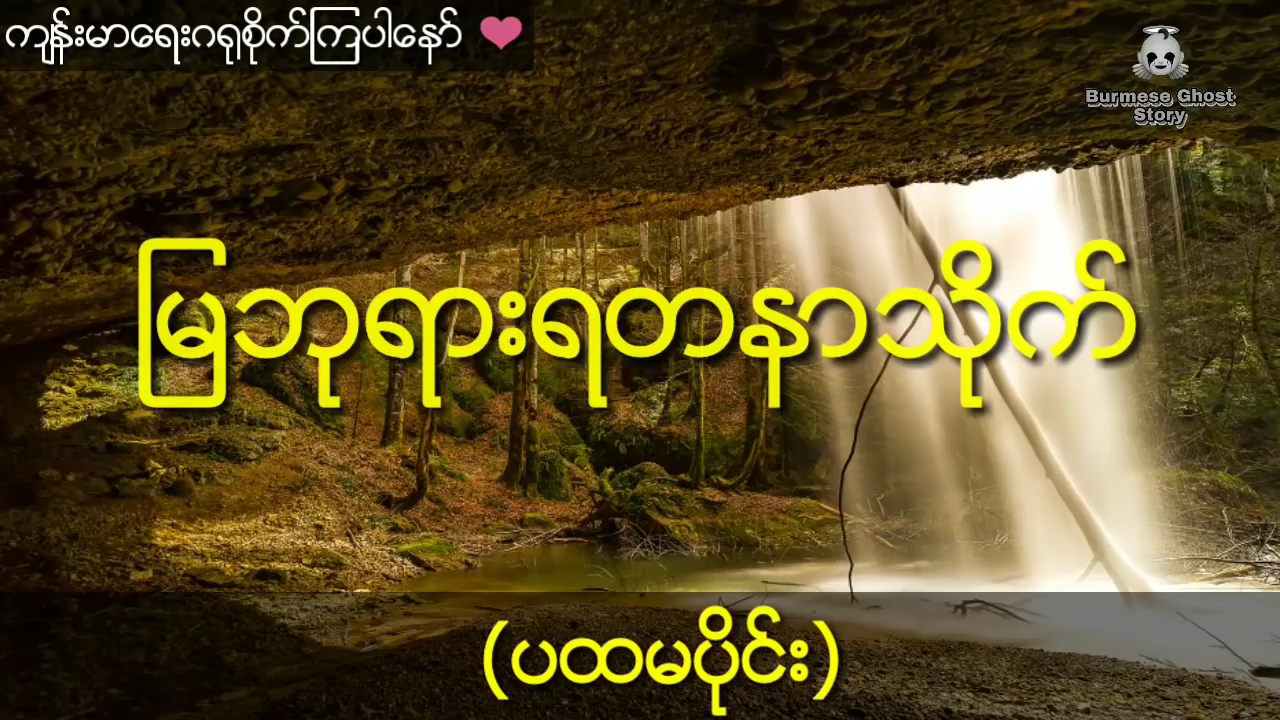 ကျန်းမာရေးဂရုစိုက်ကြပါနော် ❤
Burmese Ghost
Story
မြဘုရားရတနာသိုက်
(ပထမပိုင်း)